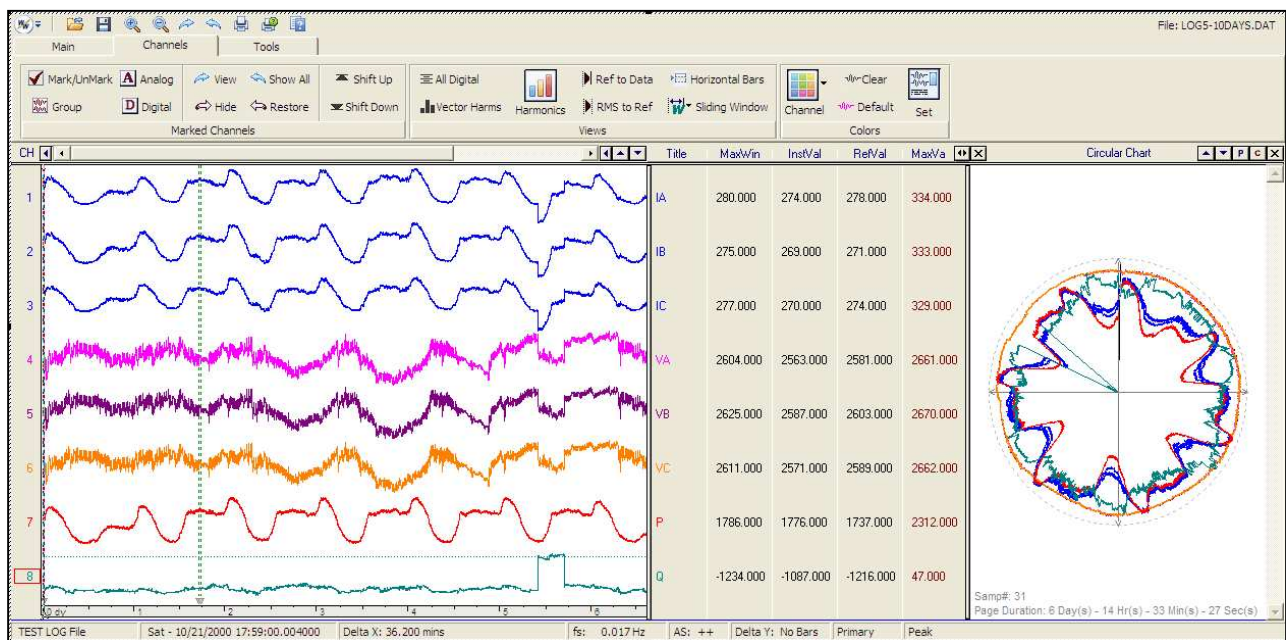 File: LOG5-10DAYS.DAT
Main Channels Tools
Mark/UnMark A Analog View Show All Shift Up All Digital Ref to Data Horizontal Bars Clear
Group D Digital Hide Restore Shift Down Vector Harms Harmonics RMS to Ref Sliding Window Channel Default Set
Marked Channels Views Colors
CH Title MaxWin InstVal RefVal MaxVa Circular Chart P C X
1 IA 280.000 274.000 278.000 334.000
2 IB 275.000 269.000 271.000 333.000
3 IC 277.000 270.000 274.000 329.000
4 VA 2604.000 2563.000 2581.000 2661.000
5 VB 2625.000 2587.000 2603.000 2670.000
6 VC 2611.000 2571.000 2589.000 2662.000
7 P 1786.000 1776.000 1737.000 2312.000
8 Q -1234.000 -1087.000 -1216.000 47.000
Samp#: 31
0 dy 1 2 3 4 5 6
Page Duration: 6 Day(s) - 14 Hr(s) - 33 Min(s) - 27 Sec(s)
TEST LOG File Sat - 10/21/2000 17:59:00.004000 Delta X: 36.200 mins fs: 0.017 Hz AS: ++ Delta Y: No Bars Primary Peak